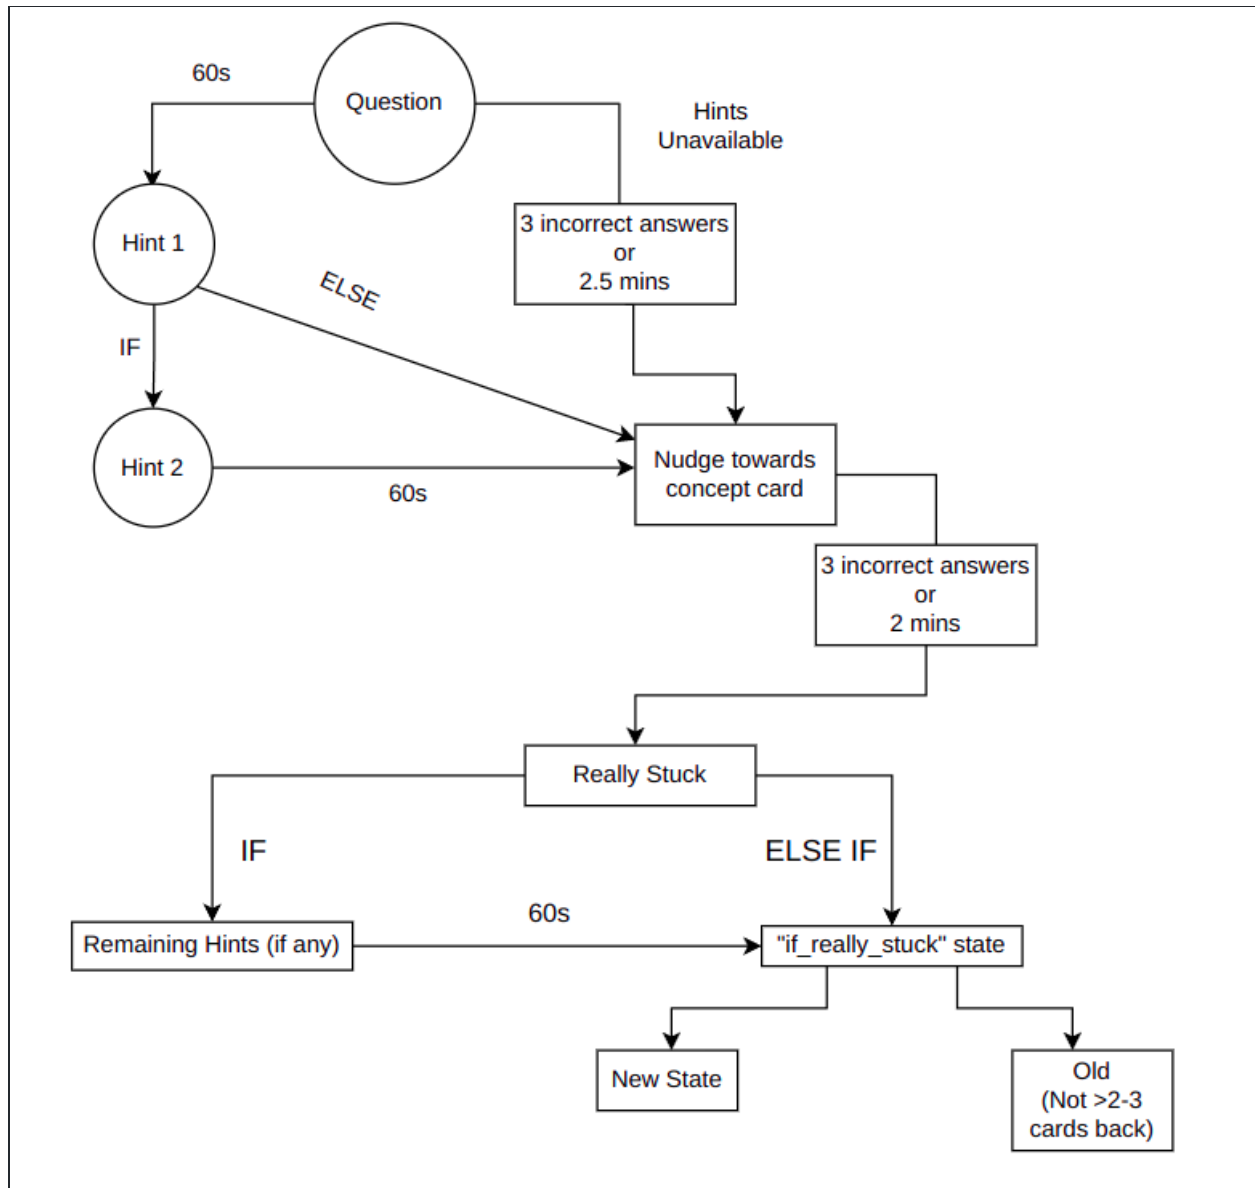 60s
Question
Hints
Unavailable
Hint 1
3 incorrect answers
or
2.5 mins
ELSE
IF
Hint 2
60s
Nudge towards
concept card
3 incorrect answers
or
2 mins
Really Stuck
IF
ELSE IF
Remaining Hints (if any)
60s
"if_really_stuck" state
New State
Old
(Not >2-3
cards back)